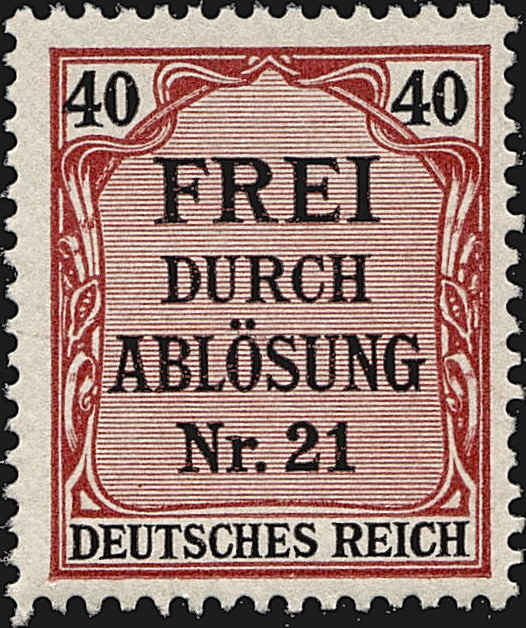 40 40
FREI
DURCH
ABLÖSUNG
Nr. 21
DEUTSCHES REICH